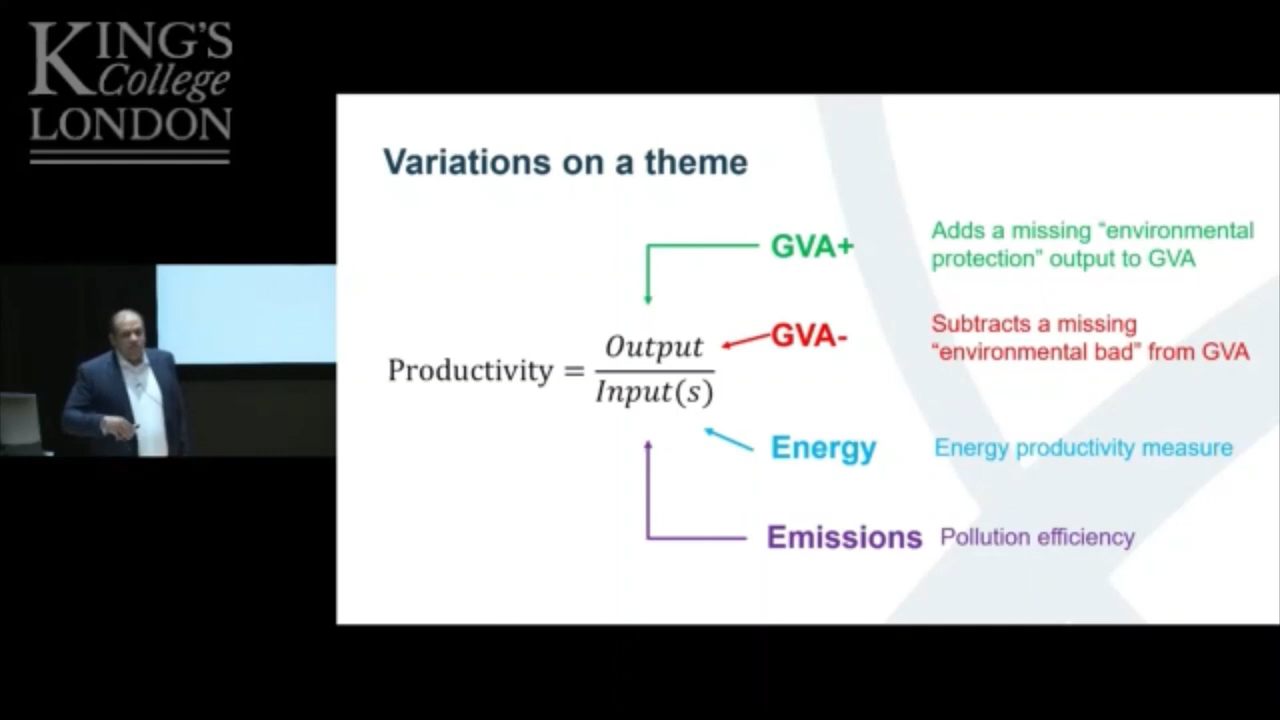 KING'S
College
LONDON
Variations on a theme
GVA+
Adds a missing “environmental
protection” output to GVA
GVA-
Subtracts a missing
“environmental bad” from GVA
Productivity = Output
Input(s)
Energy
Energy productivity measure
Emissions
Pollution efficiency